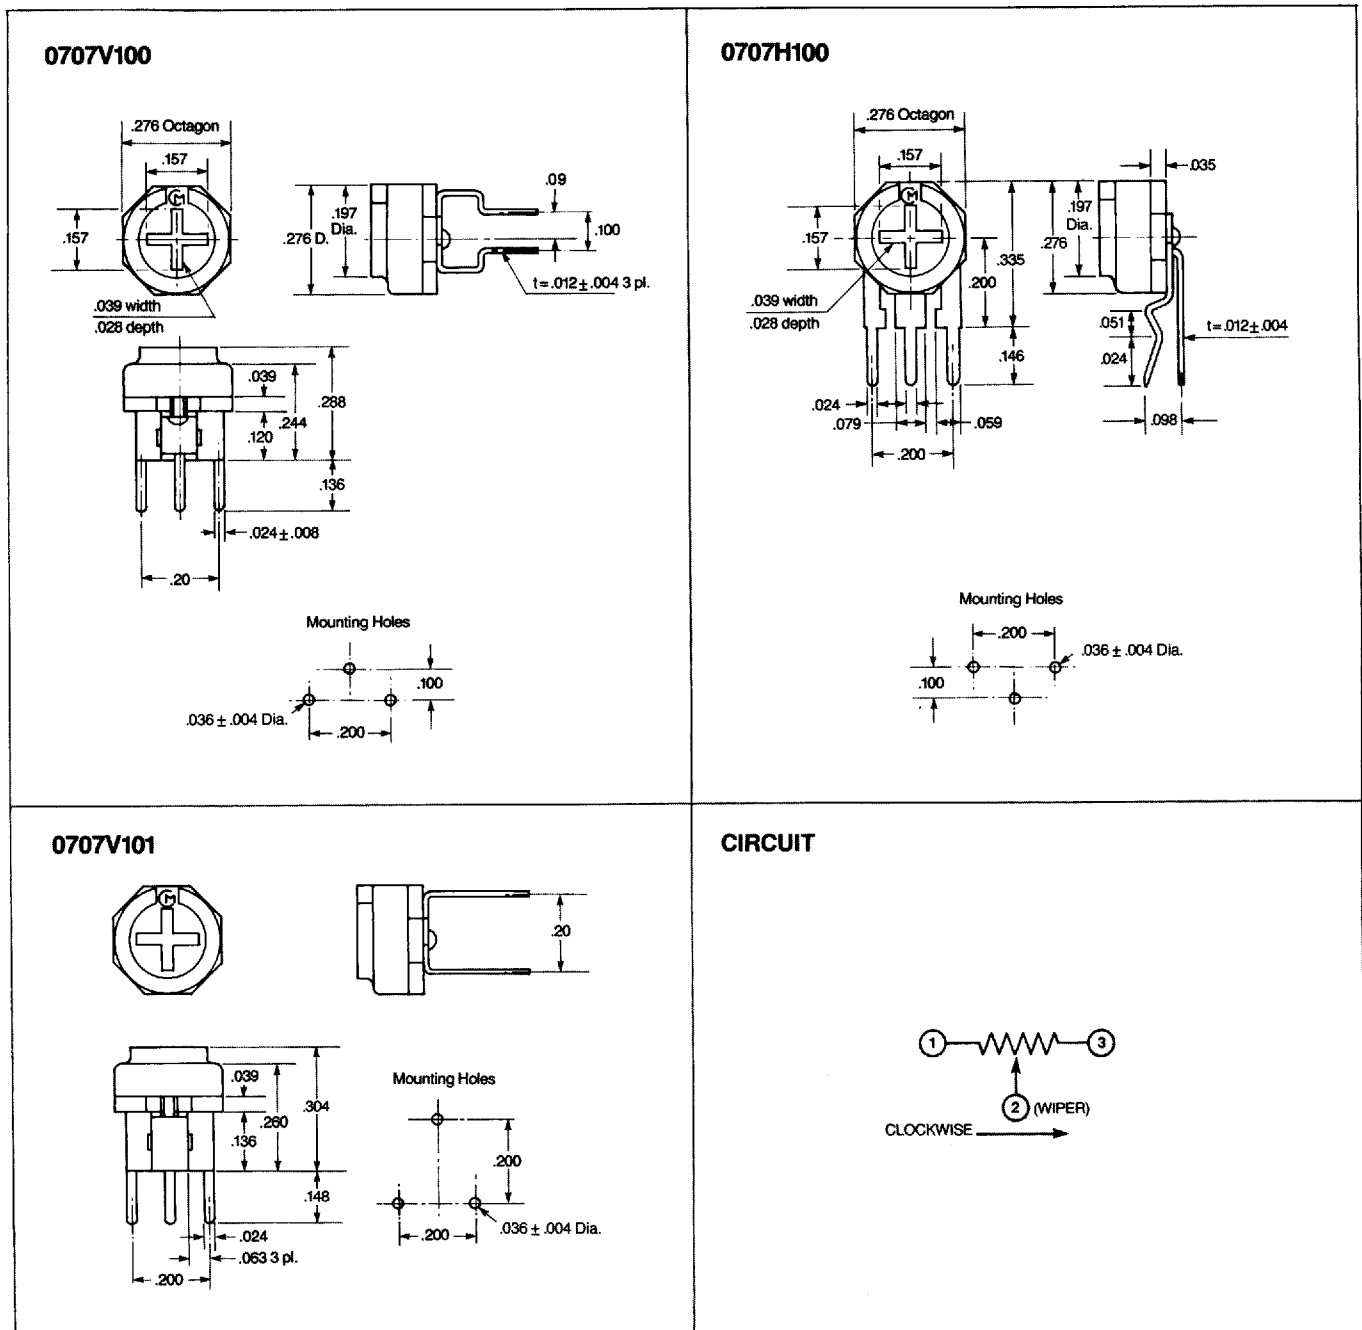 0707V100
.276 Octagon
.157
.157
.039 width
.028 depth
.276 D.
.197
Dia.
.09
.100
t=.012±.004 3 pl.
.039
.288
.244
.120
.136
.024±.008
.20
Mounting Holes
.100
.036±.004 Dia.
.200
0707H100
.276 Octagon
.157
.157
.039 width
.028 depth
.335
.200
.146
.024
.079
.059
.200
.035
.197
Dia.
.276
.051
t=.012±.004
.024
.098
Mounting Holes
.200
.036±.004 Dia.
.100
0707V101
.20
.039
.304
.260
.136
.148
.024
.063 3 pl.
.200
Mounting Holes
.200
.200
.036±.004 Dia.
CIRCUIT
1
3
2 (WIPER)
CLOCKWISE